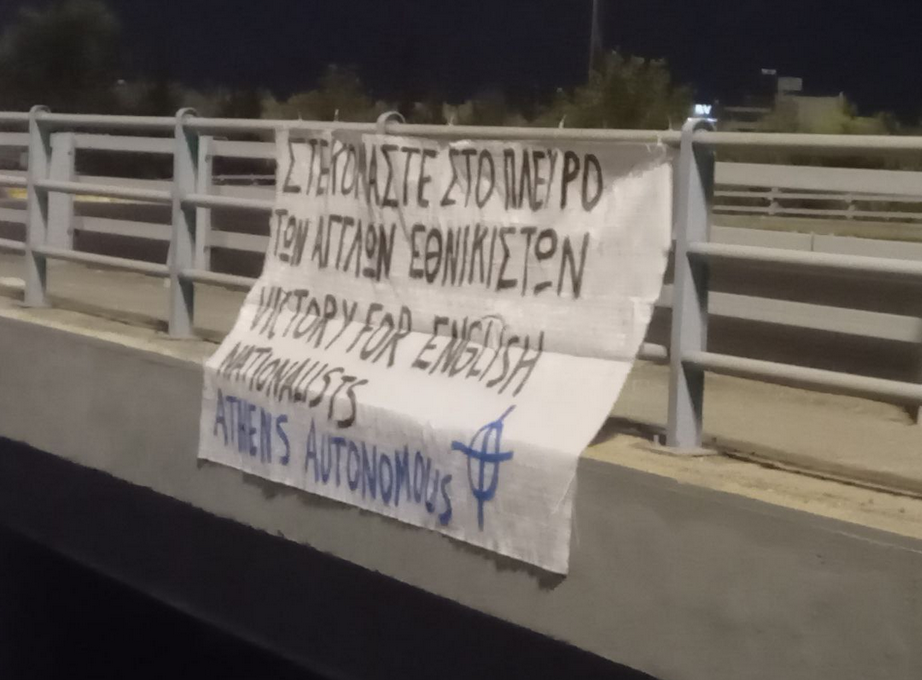 ΣΤΕΚΟΜΑΣΤΕ ΣΤΟ ΠΛΕΥΡΟ
ΤΩΝ ΑΓΓΛΩΝ ΕΘΝΙΚΙΣΤΩΝ
VICTORY FOR ENGLISH
NATIONALISTS
ATHENS AUTONOMOUS